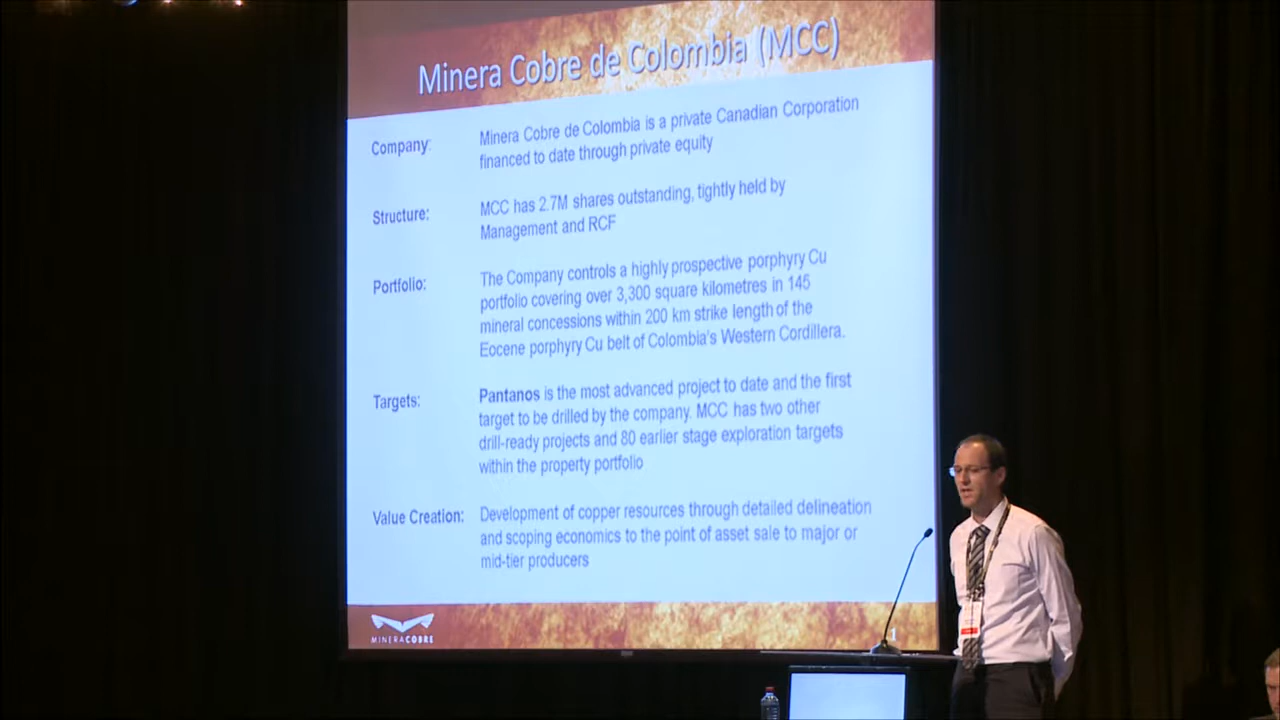 Minera Cobre de Colombia (MCC)
Company:
Minera Cobre de Colombia is a private Canadian Corporation
financed to date through private equity
Structure:
MCC has 2.7M shares outstanding, tightly held by
Management and RCF
Portfolio:
The Company controls a highly prospective porphyry Cu
portfolio covering over 3,300 square kilometres in 145
mineral concessions within 200 km strike length of the
Eocene porphyry Cu belt of Colombia's Western Cordillera.
Targets:
Pantanos is the most advanced project to date and the first
target to be drilled by the company. MCC has two other
drill-ready projects and 80 earlier stage exploration targets
within the property portfolio
Value Creation:
Development of copper resources through detailed delineation
and scoping economics to the point of asset sale to major or
mid-tier producers
MINERACOBRE
1